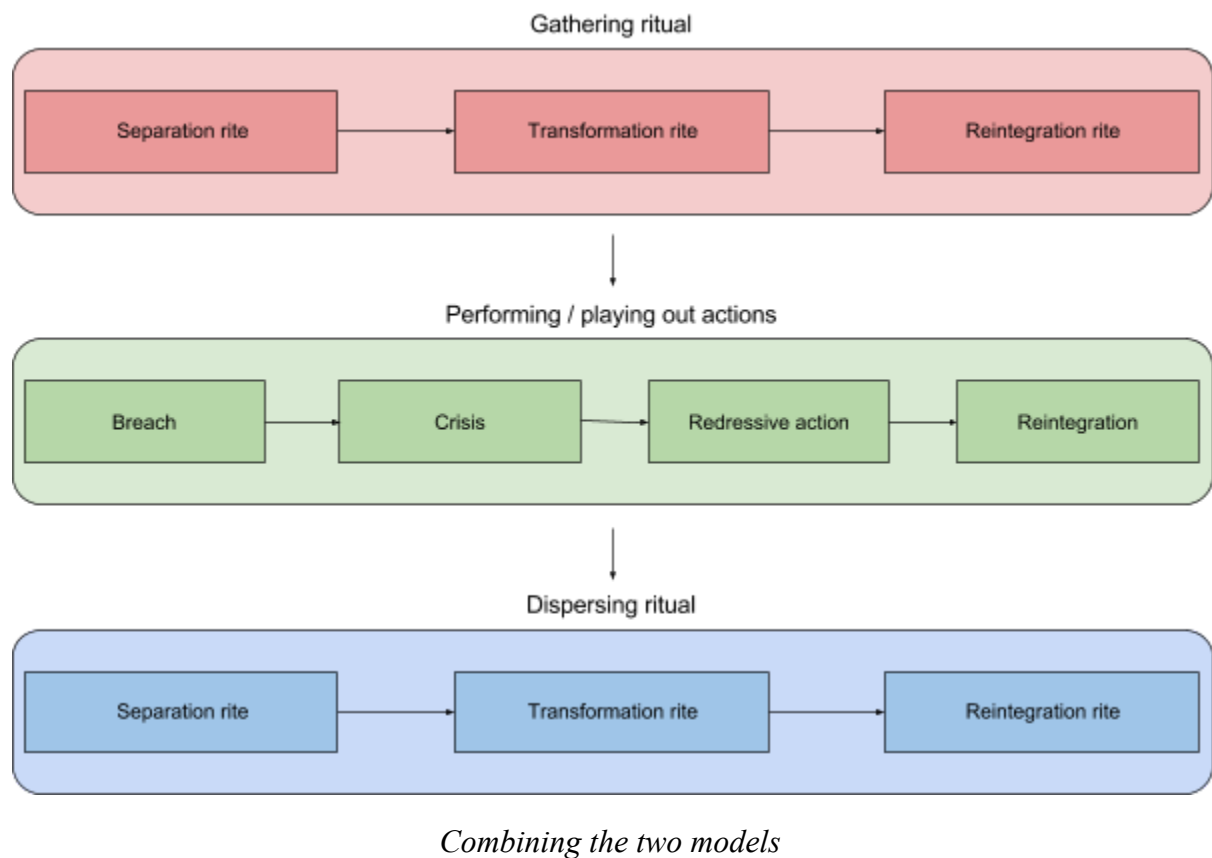 Gathering ritual
Separation rite
Transformation rite
Reintegration rite
Performing / playing out actions
Breach
Crisis
Redressive action
Reintegration
Dispersing ritual
Separation rite
Transformation rite
Reintegration rite
Combining the two models